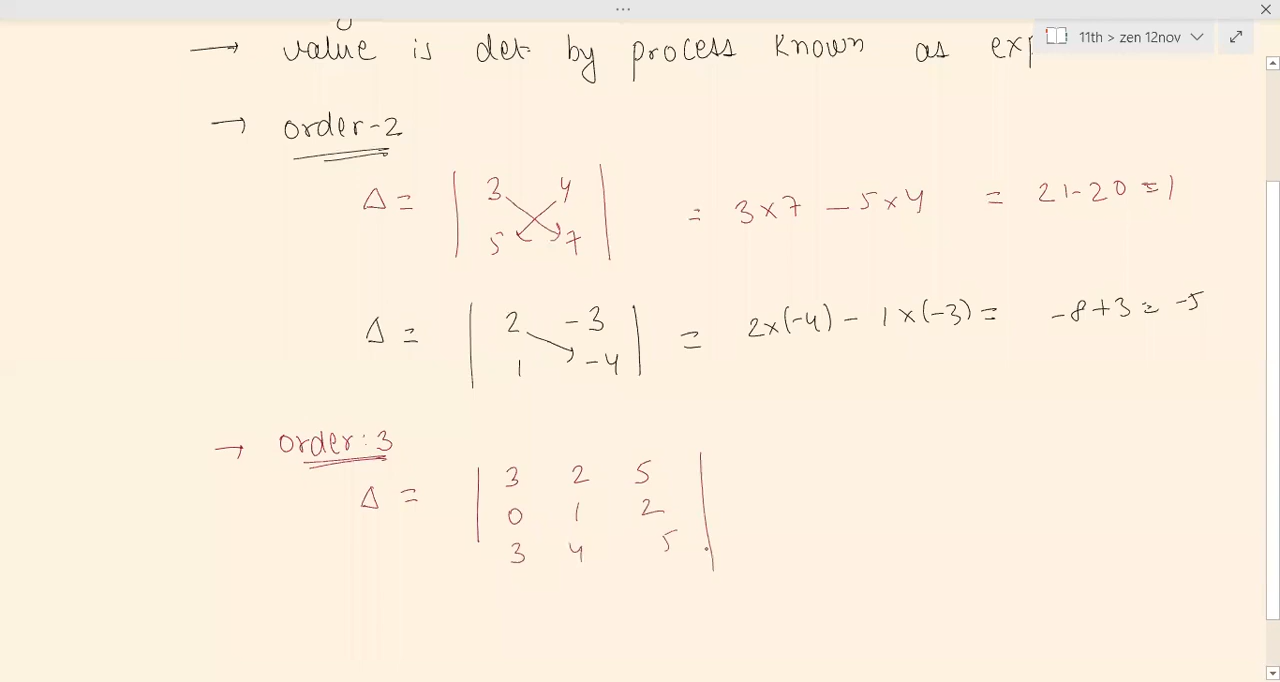 11th > zen 12nov
→ value is det by process known as exp
→ order-2
Δ = | 3 4 | = 3×7 – 5×4 = 21-20 = 1
| 5 7 |
Δ = | 2 -3 | = 2×(-4) – 1×(-3) = -8+3 = -5
| 1 -4 |
→ order:3
Δ = | 3 2 5 |
| 0 1 2 |
| 3 4 5 |